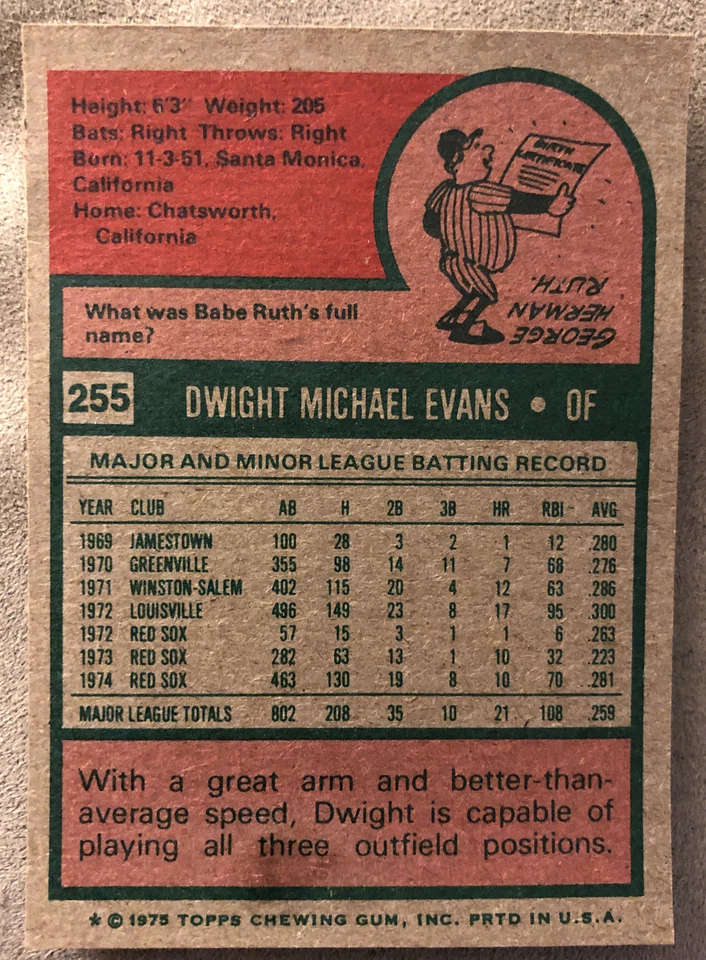 Height: 6'3" Weight: 205
Bats: Right Throws: Right
Born: 11-3-51, Santa Monica,
California
Home: Chatsworth,
California
BIRTH
CERTIFICATE
GEORGE
HERMAN
RUTH.
What was Babe Ruth's full
name?
255 DWIGHT MICHAEL EVANS • OF
MAJOR AND MINOR LEAGUE BATTING RECORD
YEAR CLUB AB H 2B 3B HR RBI AVG
1969 JAMESTOWN 100 28 3 2 1 12 .280
1970 GREENVILLE 355 98 14 11 7 68 .276
1971 WINSTON-SALEM 402 115 20 4 12 63 .286
1972 LOUISVILLE 496 149 23 8 17 95 .300
1972 RED SOX 57 15 3 1 1 6 .263
1973 RED SOX 282 63 13 1 10 32 .223
1974 RED SOX 463 130 19 8 10 70 .281
MAJOR LEAGUE TOTALS 802 208 35 10 21 108 .259
With a great arm and better-than-
average speed, Dwight is capable of
playing all three outfield positions.
* © 1975 TOPPS CHEWING GUM, INC. PRTD IN U.S.A.